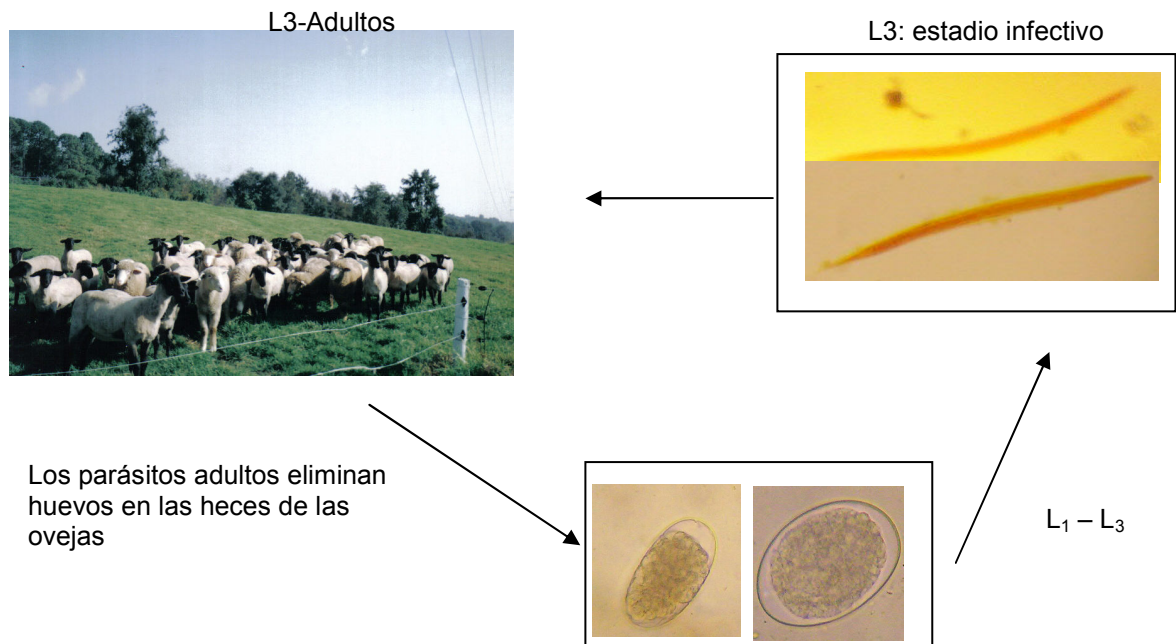 L3-Adultos
L3: estadio infectivo
Los parásitos adultos eliminan
huevos en las heces de las
ovejas
L₁ – L₃